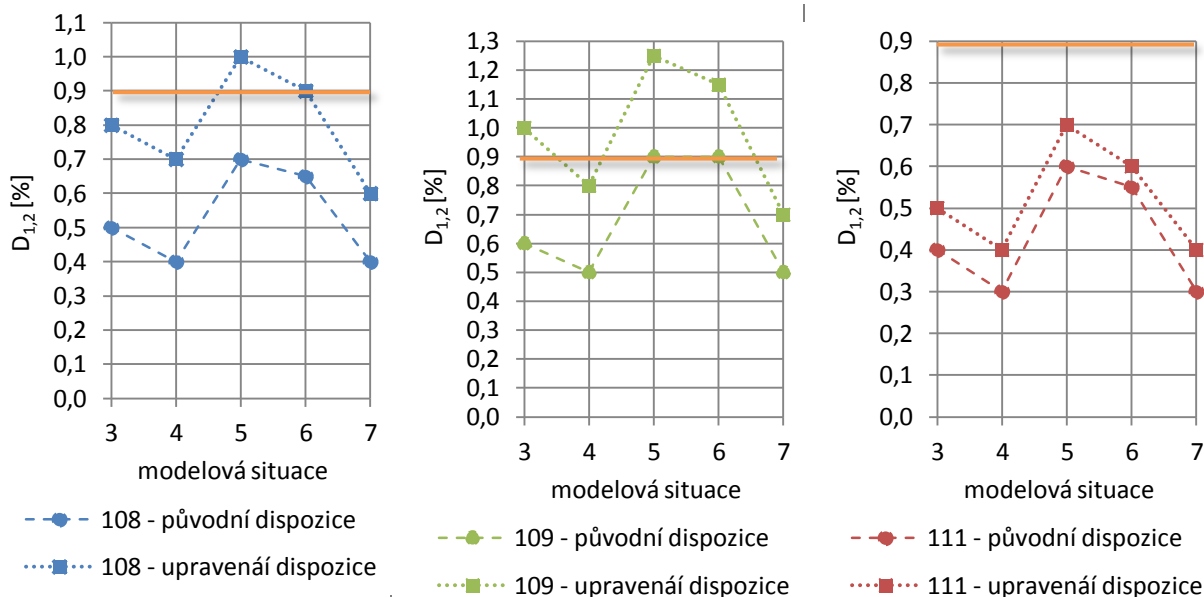 D1,2 [%]
1,1
1,0
0,9
0,8
0,7
0,6
0,5
0,4
0,3
0,2
0,1
0,0
3 4 5 6 7
modelová situace
108 - původní dispozice
108 - upravenáí dispozice
D1,2 [%]
1,3
1,2
1,1
1,0
0,9
0,8
0,7
0,6
0,5
0,4
0,3
0,2
0,1
0,0
3 4 5 6 7
modelová situace
109 - původní dispozice
109 - upravenáí dispozice
D1,2 [%]
0,9
0,8
0,7
0,6
0,5
0,4
0,3
0,2
0,1
0,0
3 4 5 6 7
modelová situace
111 - původní dispozice
111 - upravenáí dispozice